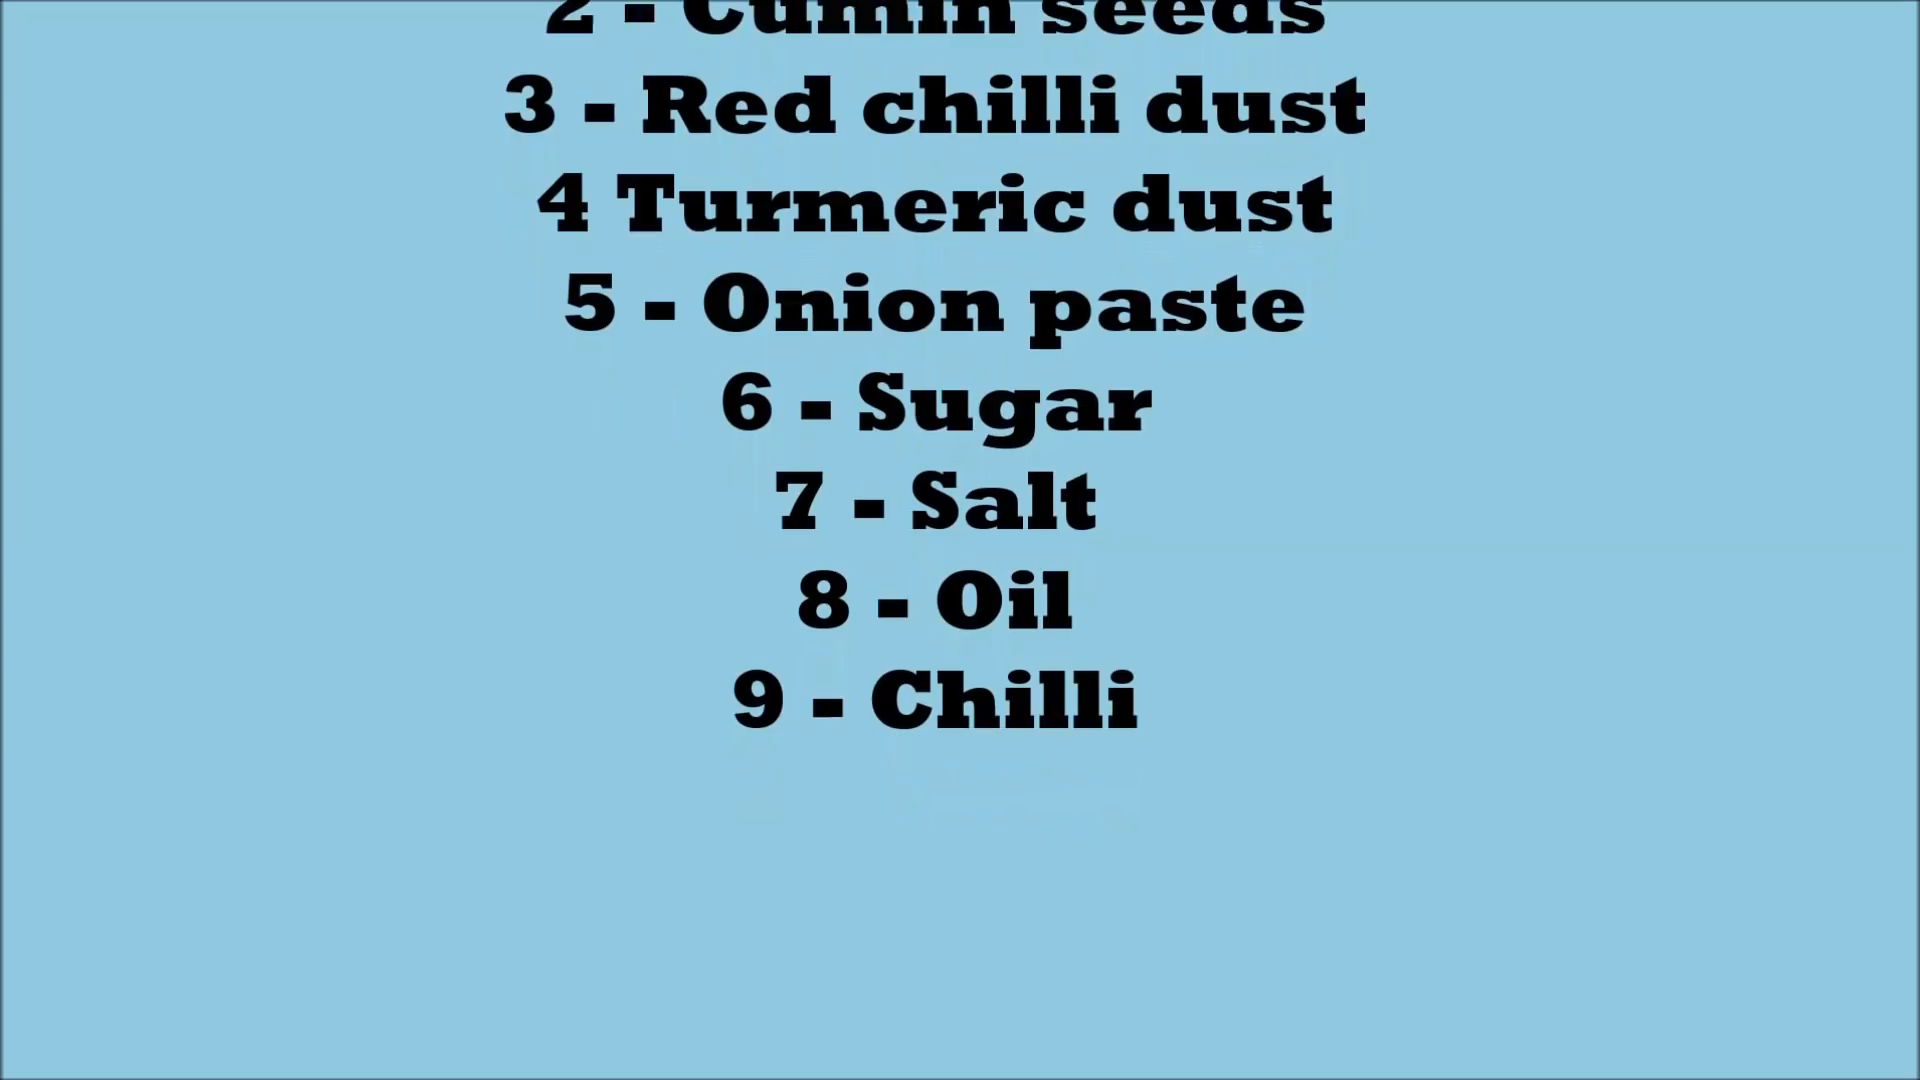 2 - Cumin seeds
3 - Red chilli dust
4 Turmeric dust
5 - Onion paste
6 - Sugar
7 - Salt
8 - Oil
9 - Chilli